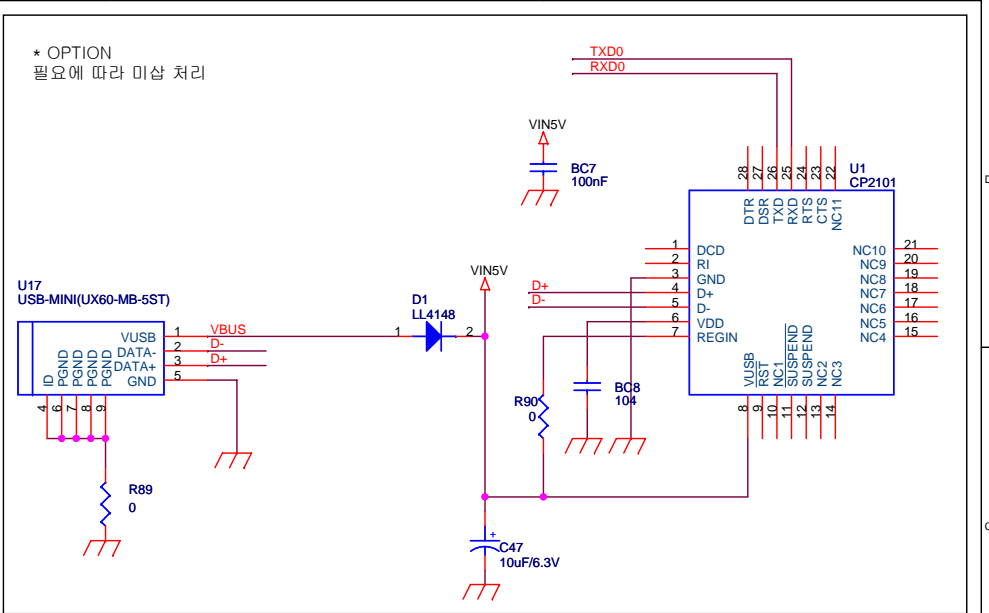 * OPTION
필요에 따라 미삽 처리
TXD0
RXD0
VIN5V
BC7
100nF
U1
CP2101
28
27
26
25
24
23
22
DTR
DSR
TXD
RXD
RTS
CTS
NC11
1
2
3
4
5
6
7
DCD
RI
GND
D+
D-
VDD
REGIN
NC10
NC9
NC8
NC7
NC6
NC5
NC4
21
20
19
18
17
16
15
VUSB
RST
NC1
SUSPEND
SUSPEND
NC2
NC3
8
9
10
11
12
13
14
D+
D-
VIN5V
U17
USB-MINI(UX60-MB-5ST)
VUSB
DATA-
DATA+
GND
1
2
3
5
VBUS
D-
D+
ID
PGND
PGND
PGND
PGND
4
6
7
8
9
D1
LL4148
1
2
R90
0
BC8
104
R89
0
+
C47
10uF/6.3V
D
C